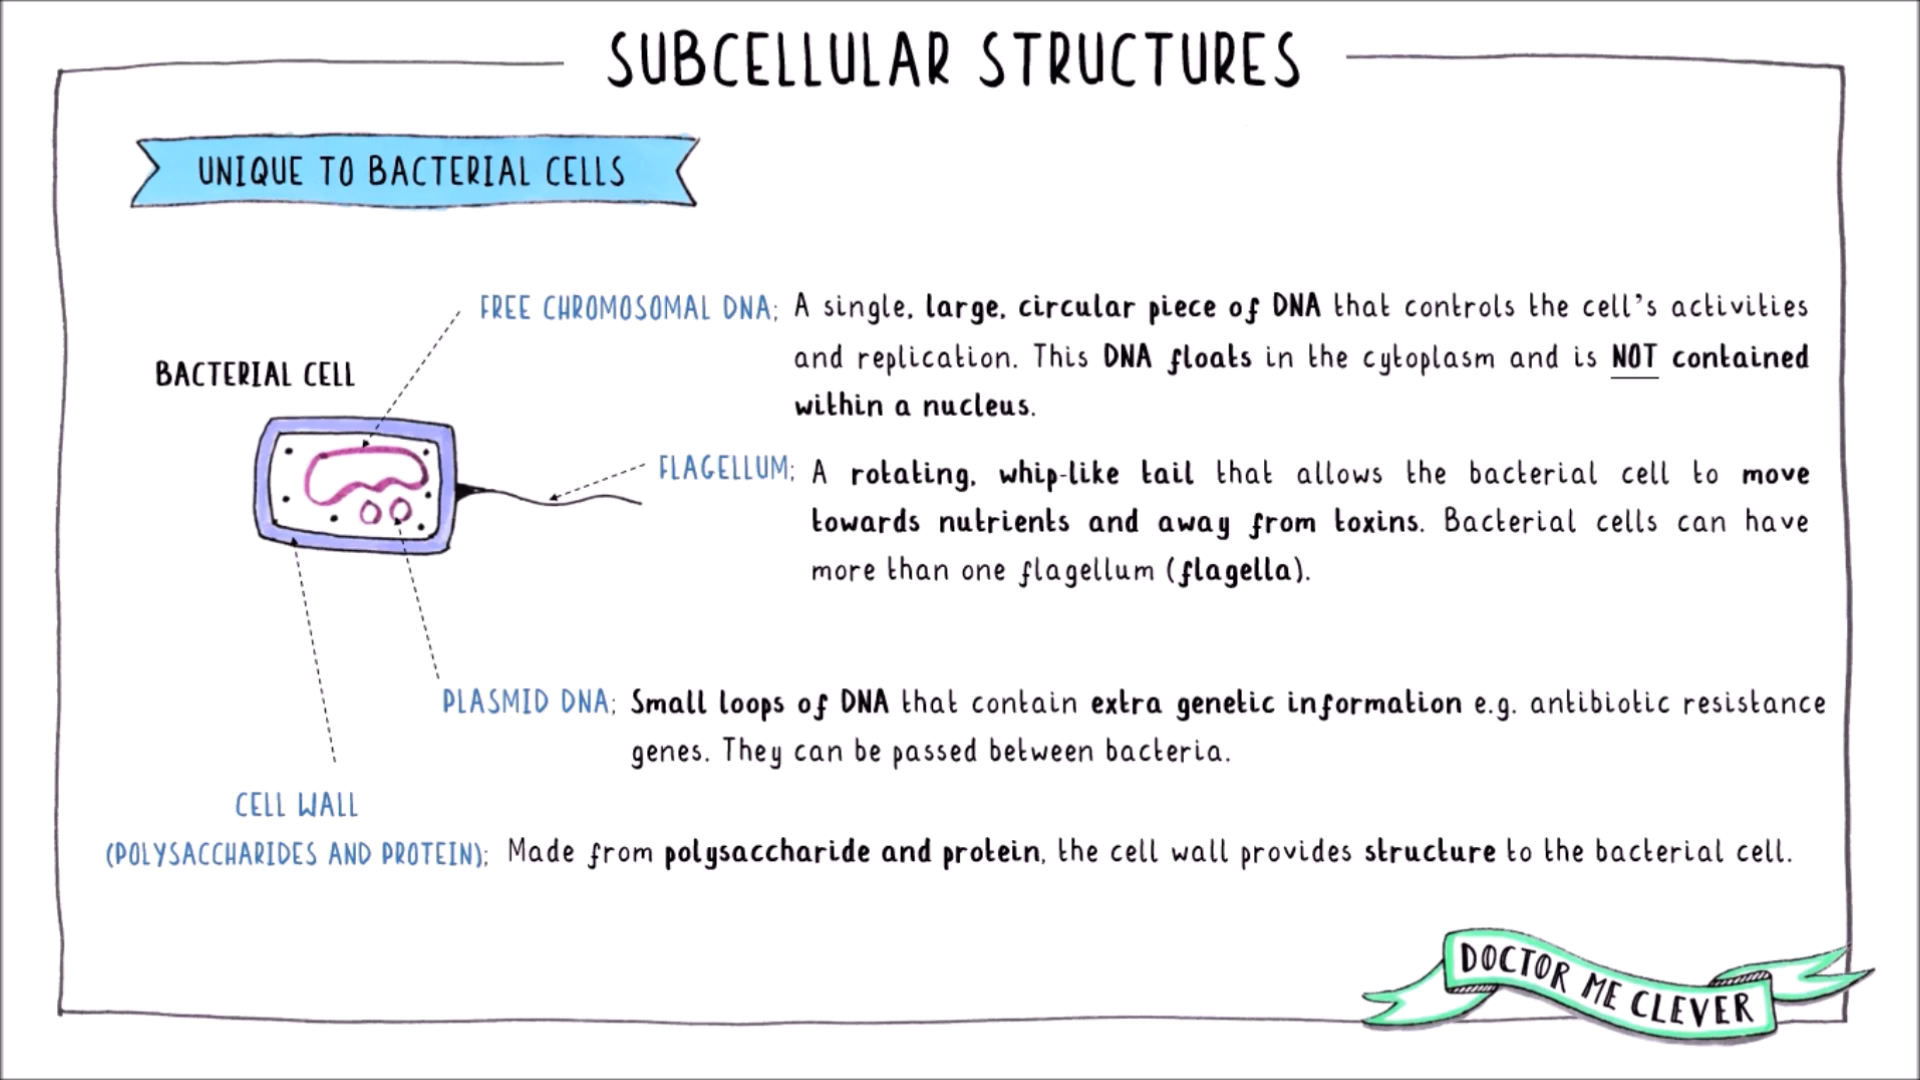 SUBCELLULAR STRUCTURES
UNIQUE TO BACTERIAL CELLS
FREE CHROMOSOMAL DNA; A single, large, circular piece of DNA that controls the cell's activities
and replication. This DNA floats in the cytoplasm and is NOT contained
within a nucleus.
BACTERIAL CELL
FLAGELLUM; A rotating, whip-like tail that allows the bacterial cell to move
towards nutrients and away from toxins. Bacterial cells can have
more than one flagellum (flagella).
PLASMID DNA; Small loops of DNA that contain extra genetic information e.g. antibiotic resistance
genes. They can be passed between bacteria.
CELL WALL
(POLYSACCHARIDES AND PROTEIN); Made from polysaccharide and protein, the cell wall provides structure to the bacterial cell.
DOCTOR ME CLEVER